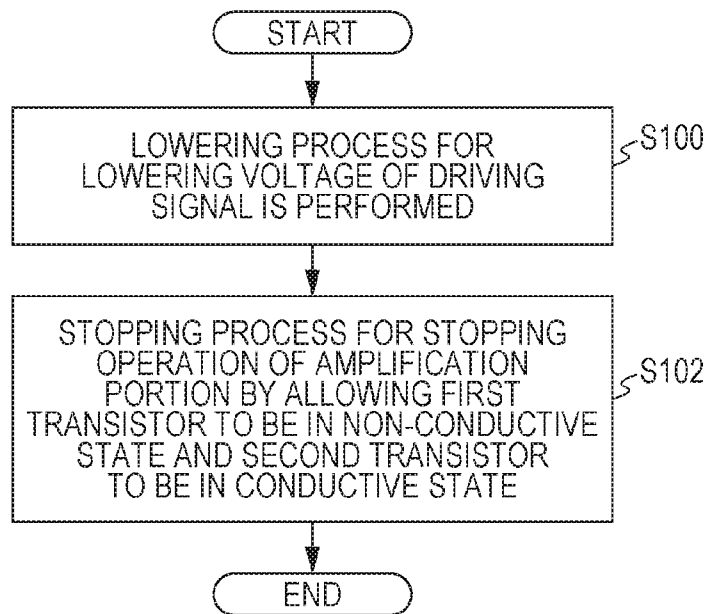 START
LOWERING PROCESS FOR
LOWERING VOLTAGE OF DRIVING
SIGNAL IS PERFORMED
S100
STOPPING PROCESS FOR STOPPING
OPERATION OF AMPLIFICATION
PORTION BY ALLOWING FIRST
TRANSISTOR TO BE IN NON-CONDUCTIVE
STATE AND SECOND TRANSISTOR
TO BE IN CONDUCTIVE STATE
S102
END